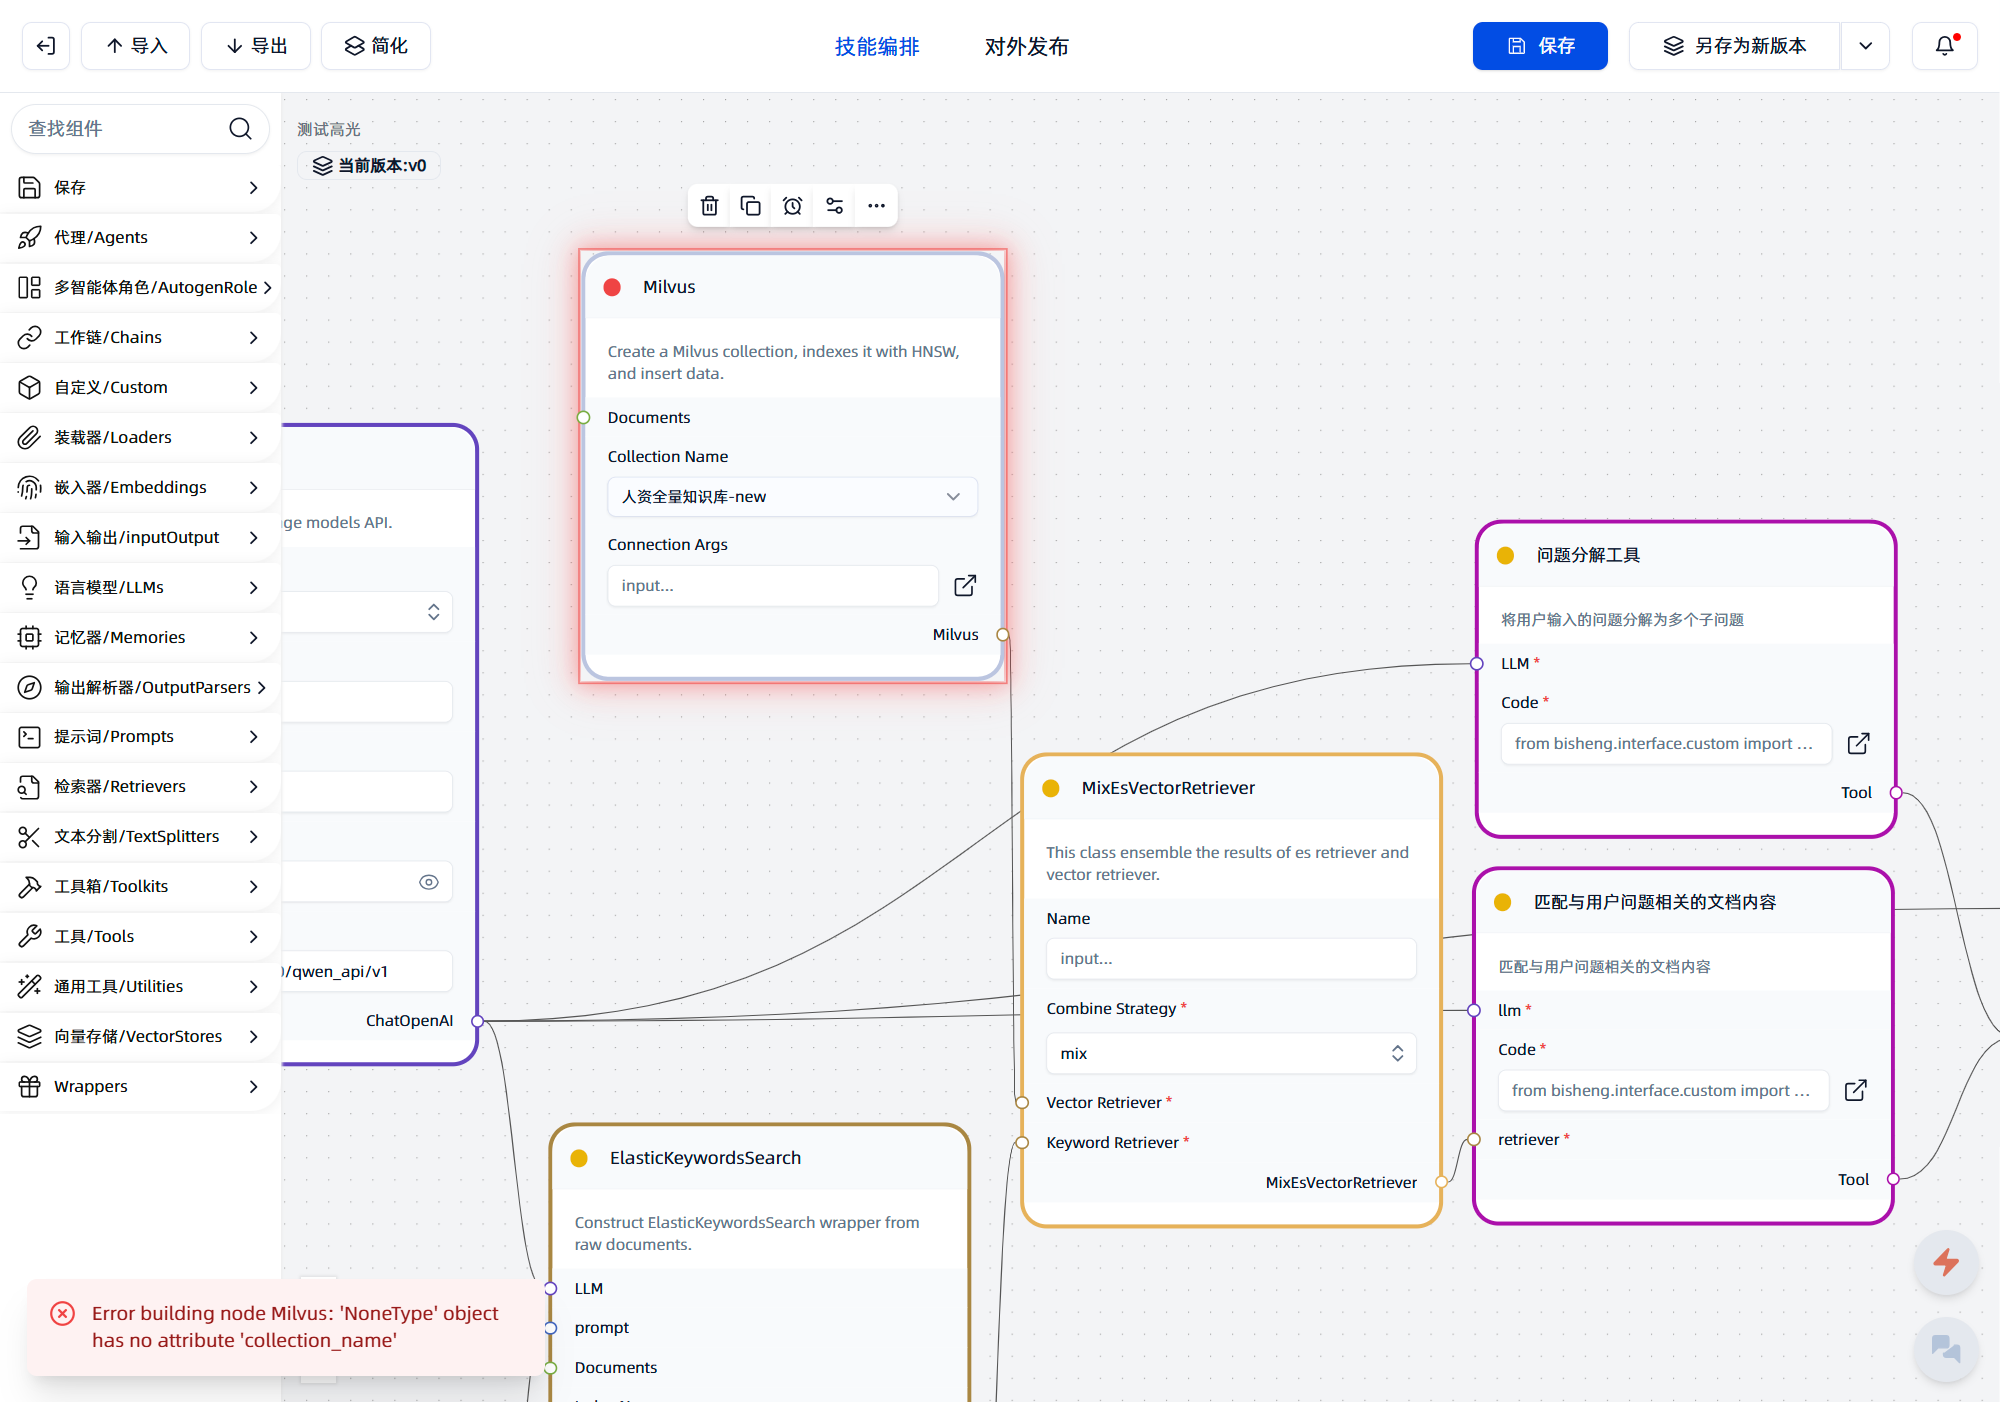 导入
导出
简化
技能编排
对外发布
保存
另存为新版本
查找组件
保存
代理/Agents
多智能体角色/AutogenRole
工作链/Chains
自定义/Custom
装载器/Loaders
嵌入器/Embeddings
输入输出/inputOutput
语言模型/LLMs
记忆器/Memories
输出解析器/OutputParsers
提示词/Prompts
检索器/Retrievers
文本分割/TextSplitters
工具箱/Toolkits
工具/Tools
通用工具/Utilities
向量存储/VectorStores
Wrappers
测试高光
当前版本:v0
models API.
/qwen_api/v1
ChatOpenAI
Milvus
Create a Milvus collection, indexes it with HNSW,
and insert data.
Documents
Collection Name
人资全量知识库-new
Connection Args
input...
Milvus
MixEsVectorRetriever
This class ensemble the results of es retriever and
vector retriever.
Name
input...
Combine Strategy *
mix
Vector Retriever *
Keyword Retriever *
MixEsVectorRetriever
ElasticKeywordsSearch
Construct ElasticKeywordsSearch wrapper from
raw documents.
LLM
prompt
Documents
问题分解工具
将用户输入的问题分解为多个子问题
LLM *
Code *
from bisheng.interface.custom import ...
Tool
匹配与用户问题相关的文档内容
匹配与用户问题相关的文档内容
llm *
Code *
from bisheng.interface.custom import ...
retriever *
Tool
Error building node Milvus: 'NoneType' object
has no attribute 'collection_name'